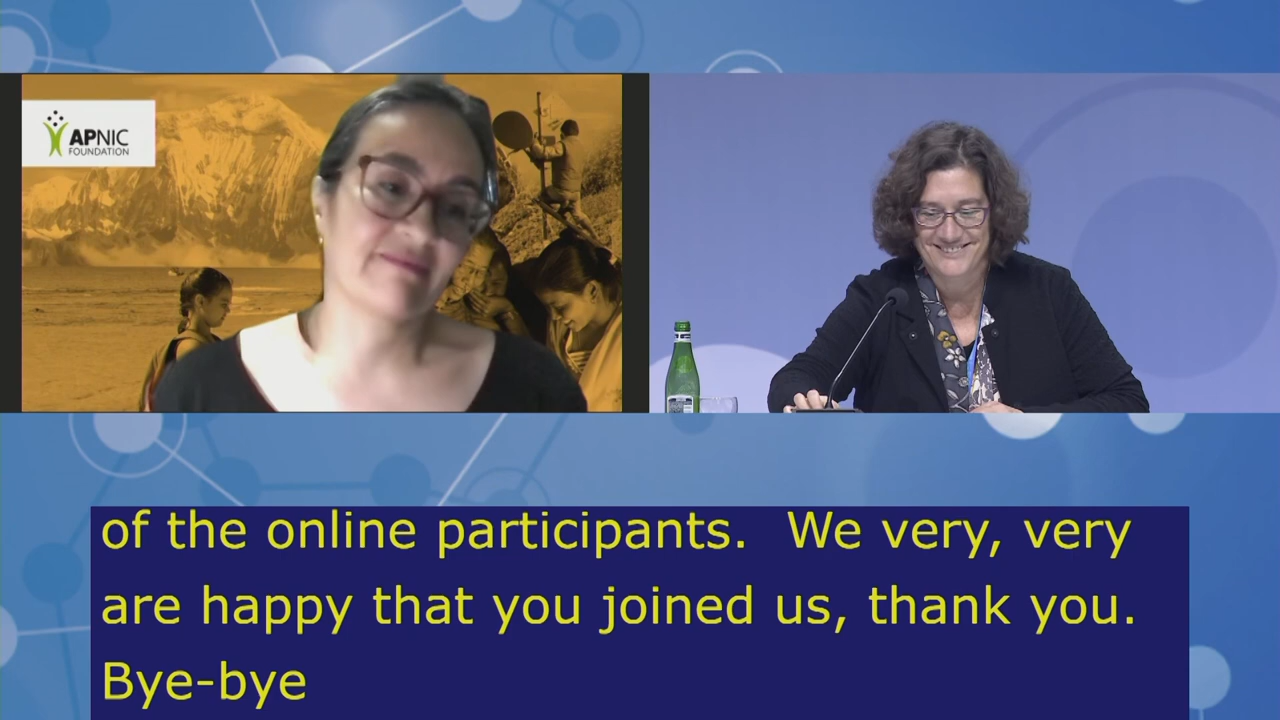 APNIC
FOUNDATION
of the online participants.  We very, very
are happy that you joined us, thank you.
Bye-bye